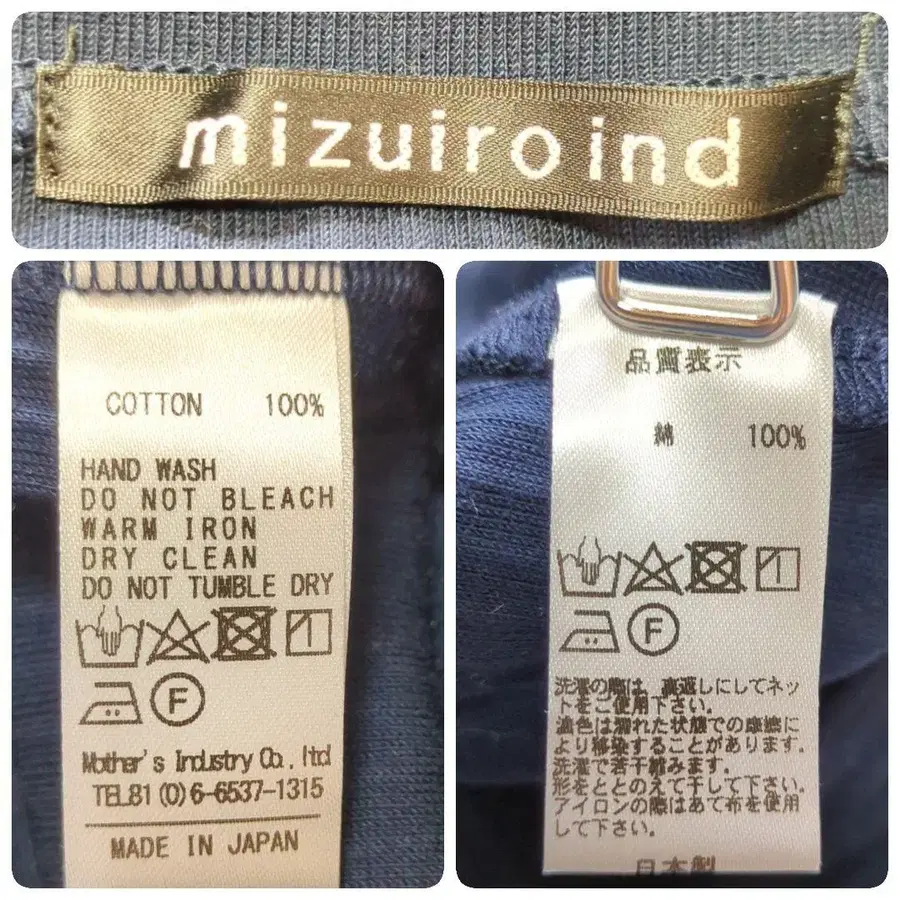 mizuiro ind
COTTON 100%
HAND WASH
DO NOT BLEACH
WARM IRON
DRY CLEAN
DO NOT TUMBLE DRY
F
Mother's Industry Co., ltd
TEL81 (0) 6-6537-1315
MADE IN JAPAN
品質表示
綿 100%
F
洗濯の際は、裏返しにしてネッ
トをご使用下さい。
濃色は濡れた状態での摩擦に
より移染することがあります。
洗濯で若干縮みます。
形をととのえて干して下さい。
アイロンの際はあて布を使用
して下さい。
日本製